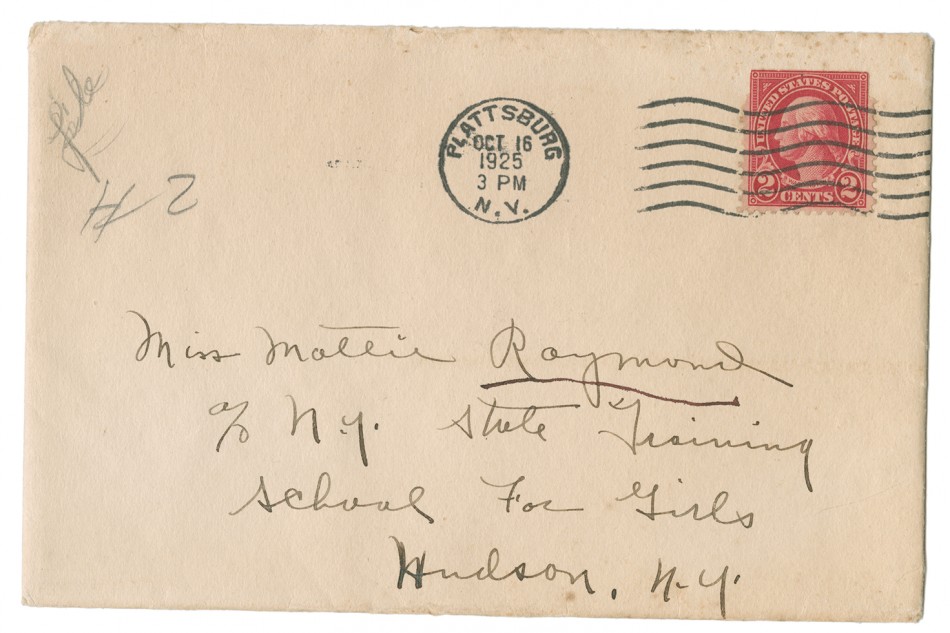 File
# 2
PLATTSBURG
OCT 16
1925
3 PM
N.Y.
UNITED STATES POSTAGE
2 CENTS 2
Miss Mattie Raymond
c/o N.Y. State Training
School For Girls
Hudson, N.Y.